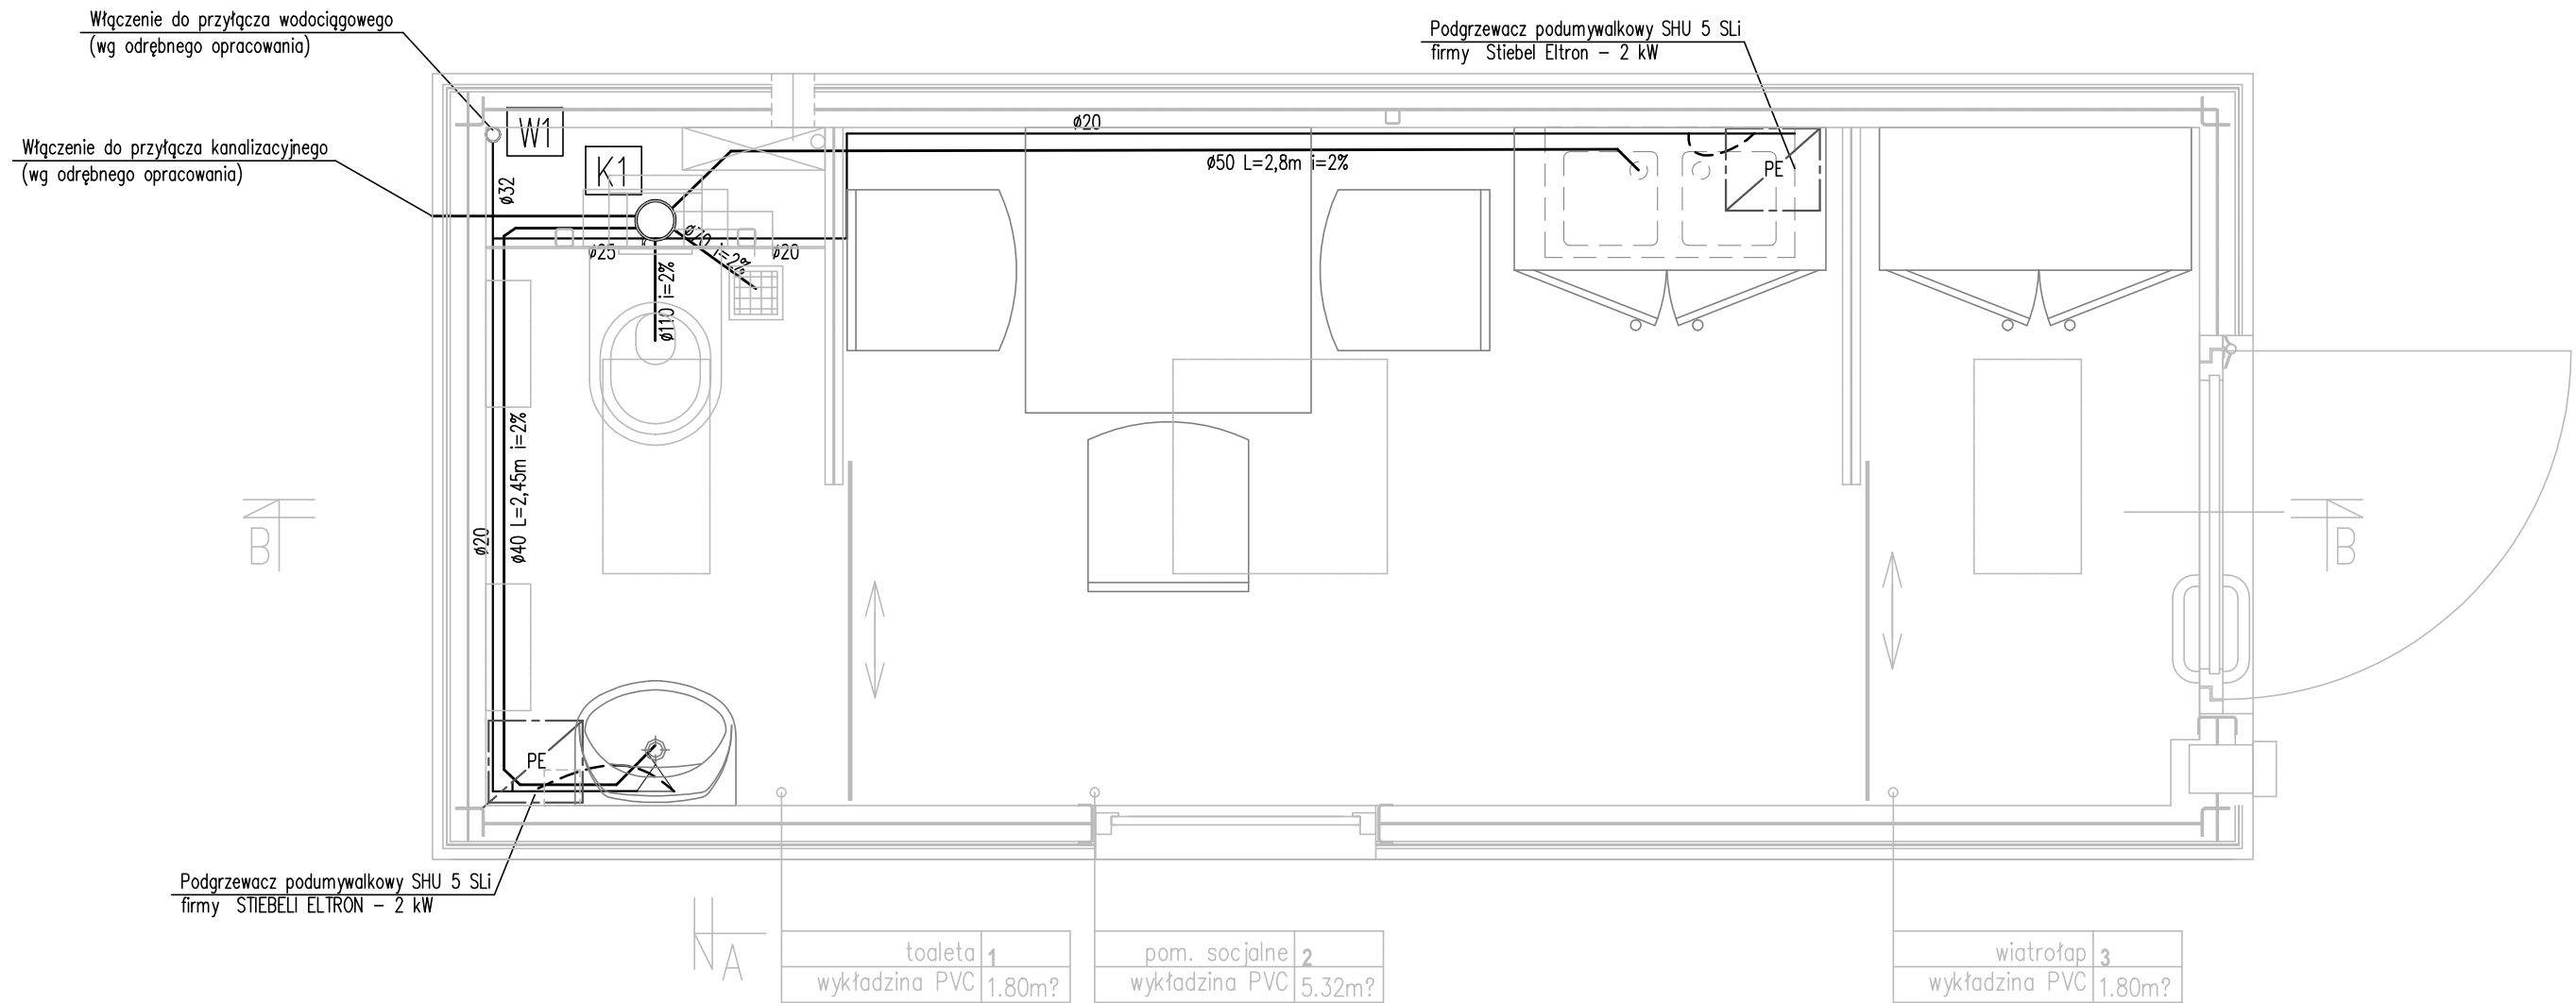 Włączenie do przyłącza wodociągowego
(wg odrębnego opracowania)
Podgrzewacz podumywalkowy SHU 5 SLi
firmy Stiebel Eltron – 2 kW
W1
ø20
Włączenie do przyłącza kanalizacyjnego
(wg odrębnego opracowania)
K1
ø50 L=2,8m i=2%
PE
ø32
ø25
ø70 i=2%
ø20
ø110 i=2%
ø40 L=2,45m i=2%
ø20
B
B
PE
Podgrzewacz podumywalkowy SHU 5 SLi
firmy STIEBELI ELTRON – 2 kW
A
toaleta 1
wykładzina PVC 1.80m?
pom. socjalne 2
wykładzina PVC 5.32m?
wiatrołap 3
wykładzina PVC 1.80m?